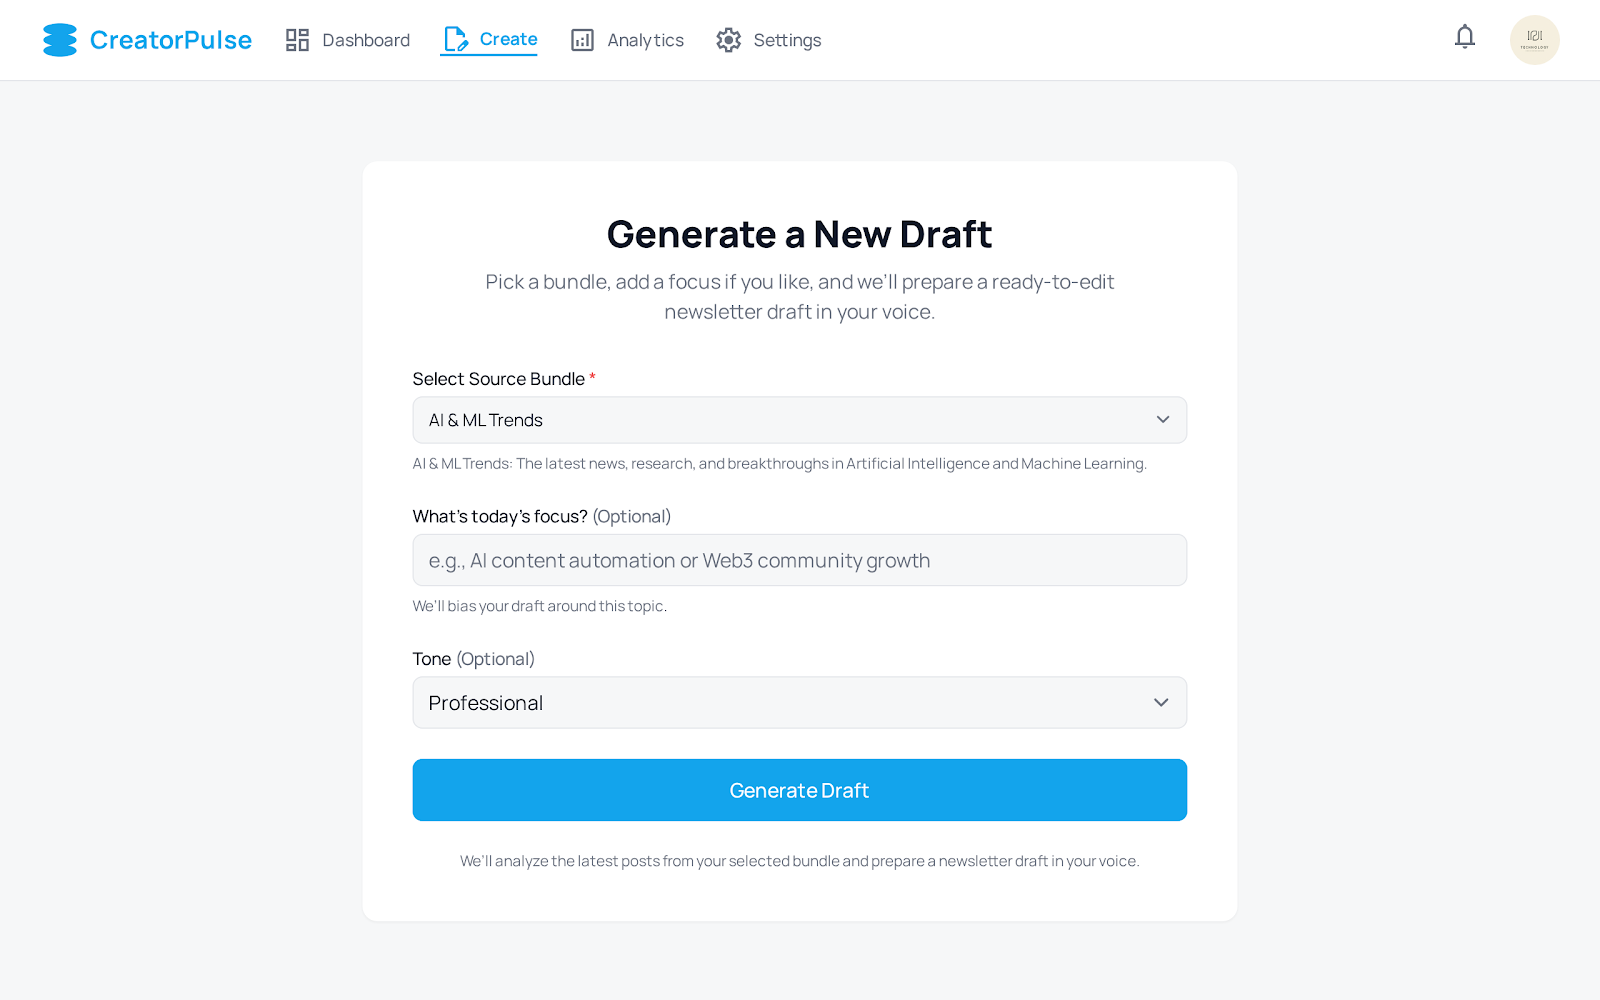 CreatorPulse
Dashboard
Create
Analytics
Settings
TECHNOLOGY
Generate a New Draft
Pick a bundle, add a focus if you like, and we'll prepare a ready-to-edit
newsletter draft in your voice.
Select Source Bundle *
AI & ML Trends
AI & ML Trends: The latest news, research, and breakthroughs in Artificial Intelligence and Machine Learning.
What's today's focus? (Optional)
e.g., AI content automation or Web3 community growth
We'll bias your draft around this topic.
Tone (Optional)
Professional
Generate Draft
We'll analyze the latest posts from your selected bundle and prepare a newsletter draft in your voice.